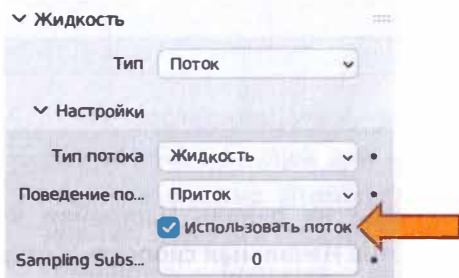 Жидкость
Тип Поток
Настройки
Тип потока Жидкость
Поведение по... Приток
Использовать поток
Sampling Subs... 0